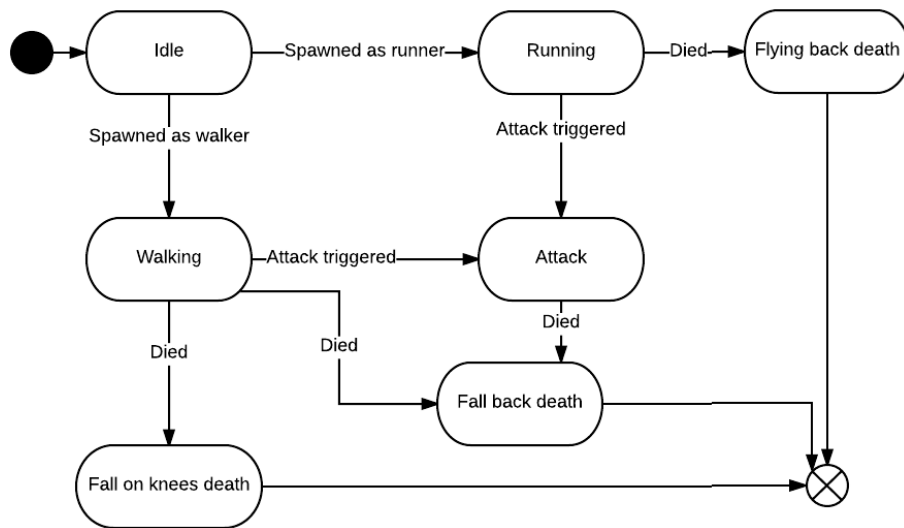 Idle
Spawned as runner
Running
Died
Flying back death
Spawned as walker
Attack triggered
Walking
Attack triggered
Attack
Died
Died
Died
Fall back death
Fall on knees death